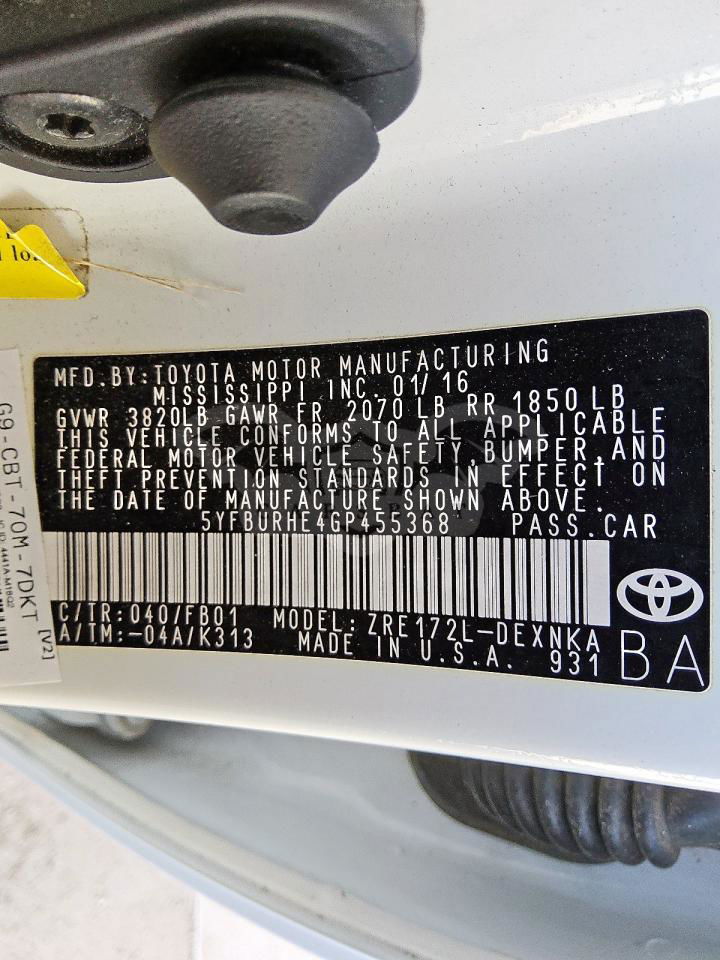 MFD. BY: TOYOTA MOTOR MANUFACTURING
MISSISSIPPI INC. 01/16
GVWR 3820LB GAWR FR 2070 LB RR 1850 LB
THIS VEHICLE CONFORMS TO ALL APPLICABLE
FEDERAL MOTOR VEHICLE SAFETY, BUMPER, AND
THEFT PREVENTION STANDARDS IN EFFECT ON
THE DATE OF MANUFACTURE SHOWN ABOVE.
5YFBURHE4GP455368 PASS.CAR
C/TR: 040/FB01 MODEL: ZRE172L-DEXNKA
A/TM: -04A/K313 MADE IN U.S.A. 931
BA
G9-CBT-70M-7DKT
[V2]